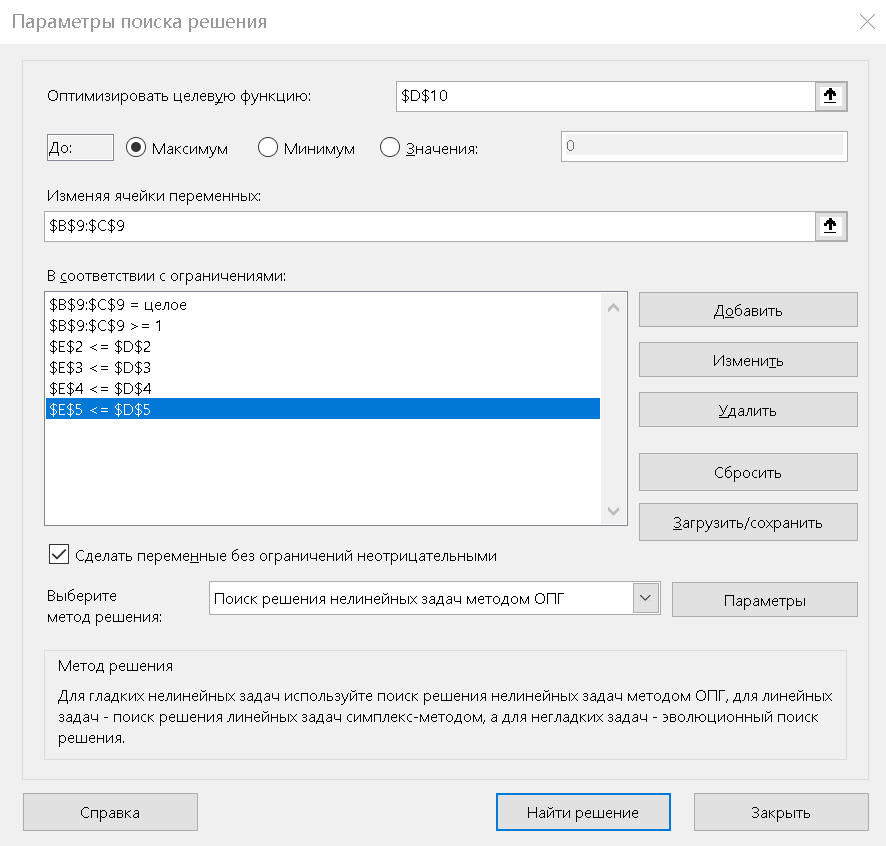 Параметры поиска решения
Оптимизировать целевую функцию:
$D$10
До:
Максимум
Минимум
Значения:
0
Изменяя ячейки переменных:
$B$9:$C$9
В соответствии с ограничениями:
$B$9:$C$9 = целое
$B$9:$C$9 >= 1
$E$2 <= $D$2
$E$3 <= $D$3
$E$4 <= $D$4
$E$5 <= $D$5
Добавить
Изменить
Удалить
Сбросить
Загрузить/сохранить
Сделать переменные без ограничений неотрицательными
Выберите
метод решения:
Поиск решения нелинейных задач методом ОПГ
Параметры
Метод решения
Для гладких нелинейных задач используйте поиск решения нелинейных задач методом ОПГ, для линейных
задач - поиск решения линейных задач симплекс-методом, а для негладких задач - эволюционный поиск
решения.
Справка
Найти решение
Закрыть